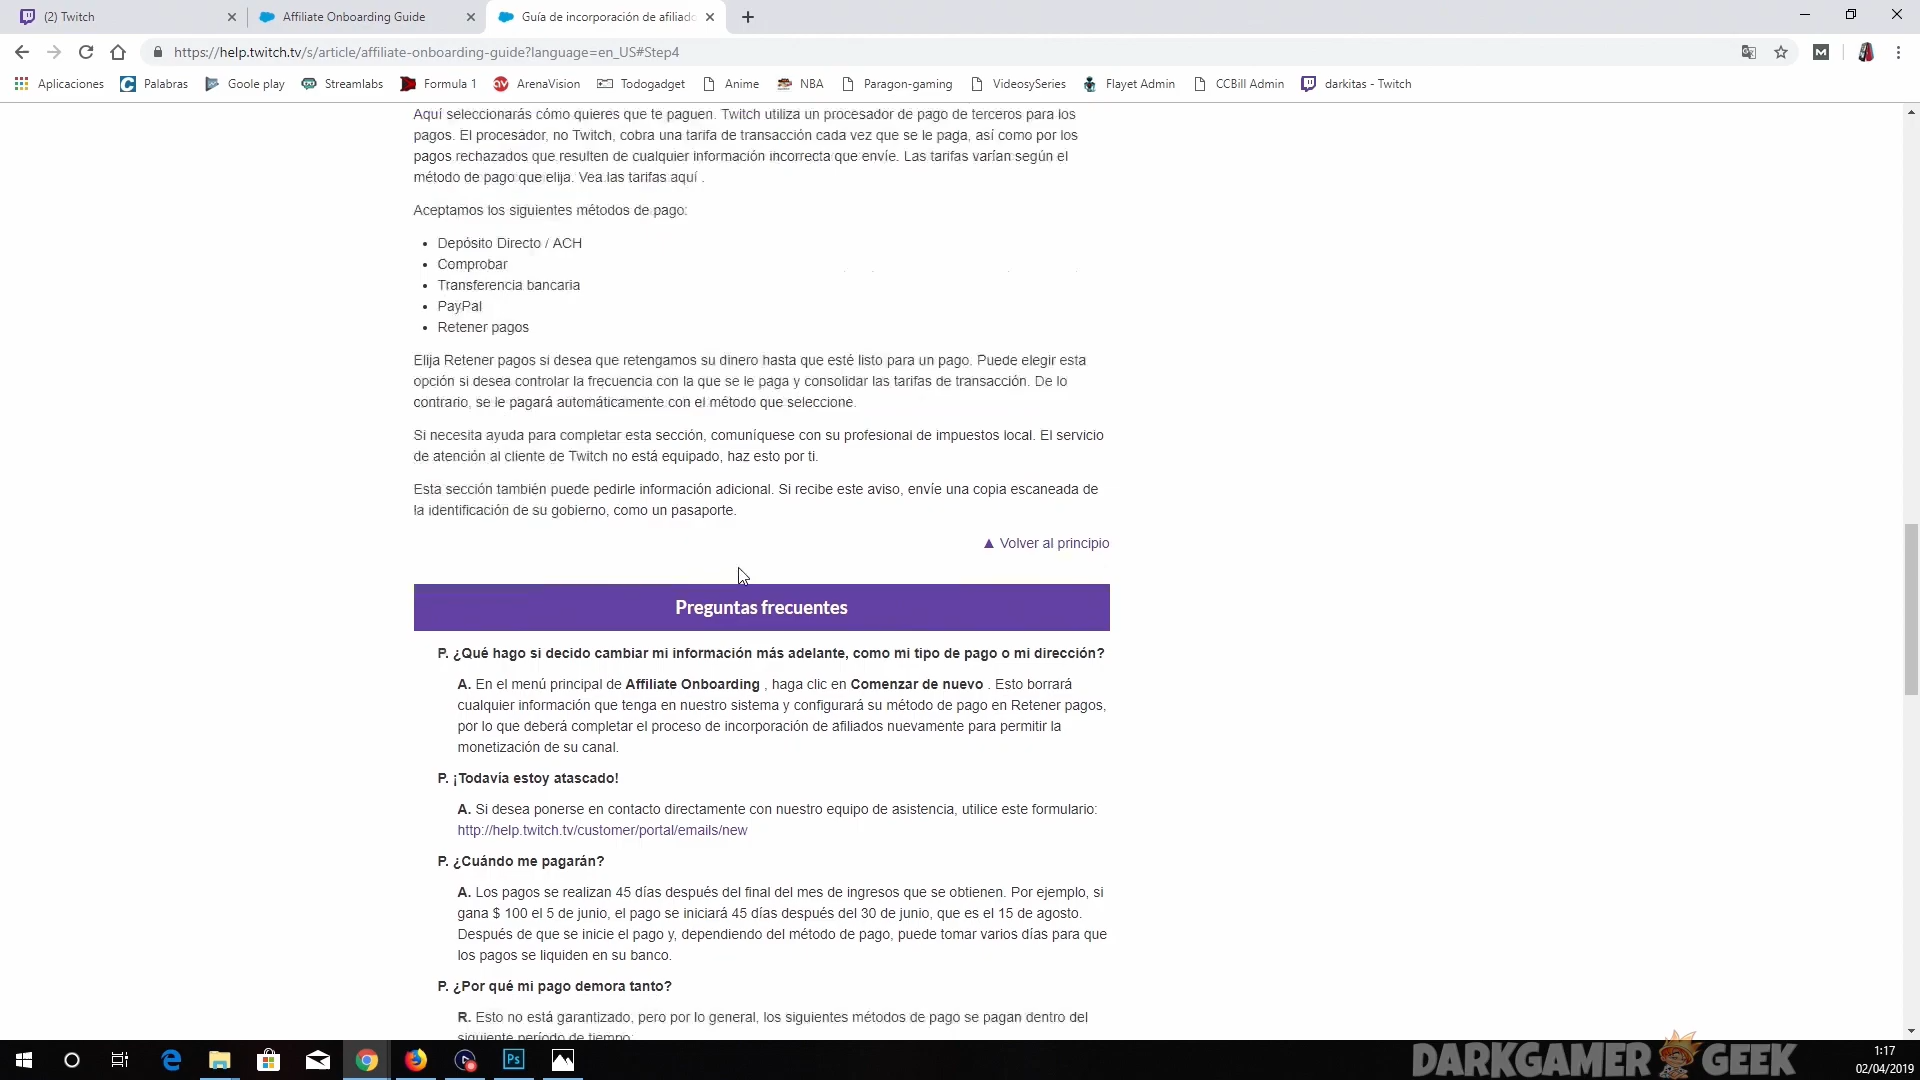 (2) Twitch
Affiliate Onboarding Guide
Guía de incorporación de afiliado
https://help.twitch.tv/s/article/affiliate-onboarding-guide?language=en_US#Step4
Aplicaciones Palabras Goole play Streamlabs Formula 1 ArenaVision Todogadget Anime NBA Paragon-gaming VideosySeries Flayet Admin CCBill Admin darkitas - Twitch
Aquí seleccionarás cómo quieres que te paguen. Twitch utiliza un procesador de pago de terceros para los
pagos. El procesador, no Twitch, cobra una tarifa de transacción cada vez que se le paga, así como por los
pagos rechazados que resulten de cualquier información incorrecta que envíe. Las tarifas varían según el
método de pago que elija. Vea las tarifas aquí .
Aceptamos los siguientes métodos de pago:
• Depósito Directo / ACH
• Comprobar
• Transferencia bancaria
• PayPal
• Retener pagos
Elija Retener pagos si desea que retengamos su dinero hasta que esté listo para un pago. Puede elegir esta
opción si desea controlar la frecuencia con la que se le paga y consolidar las tarifas de transacción. De lo
contrario, se le pagará automáticamente con el método que seleccione.
Si necesita ayuda para completar esta sección, comuníquese con su profesional de impuestos local. El servicio
de atención al cliente de Twitch no está equipado, haz esto por ti.
Esta sección también puede pedirle información adicional. Si recibe este aviso, envíe una copia escaneada de
la identificación de su gobierno, como un pasaporte.
▲ Volver al principio
Preguntas frecuentes
P. ¿Qué hago si decido cambiar mi información más adelante, como mi tipo de pago o mi dirección?
A. En el menú principal de Affiliate Onboarding , haga clic en Comenzar de nuevo . Esto borrará
cualquier información que tenga en nuestro sistema y configurará su método de pago en Retener pagos,
por lo que deberá completar el proceso de incorporación de afiliados nuevamente para permitir la
monetización de su canal.
P. ¡Todavía estoy atascado!
A. Si desea ponerse en contacto directamente con nuestro equipo de asistencia, utilice este formulario:
http://help.twitch.tv/customer/portal/emails/new
P. ¿Cuándo me pagarán?
A. Los pagos se realizan 45 días después del final del mes de ingresos que se obtienen. Por ejemplo, si
gana $ 100 el 5 de junio, el pago se iniciará 45 días después del 30 de junio, que es el 15 de agosto.
Después de que se inicie el pago y, dependiendo del método de pago, puede tomar varios días para que
los pagos se liquiden en su banco.
P. ¿Por qué mi pago demora tanto?
R. Esto no está garantizado, pero por lo general, los siguientes métodos de pago se pagan dentro del
siguiente período de tiempo:
Ps
DARKGAMER GEEK
1:17
02/04/2019